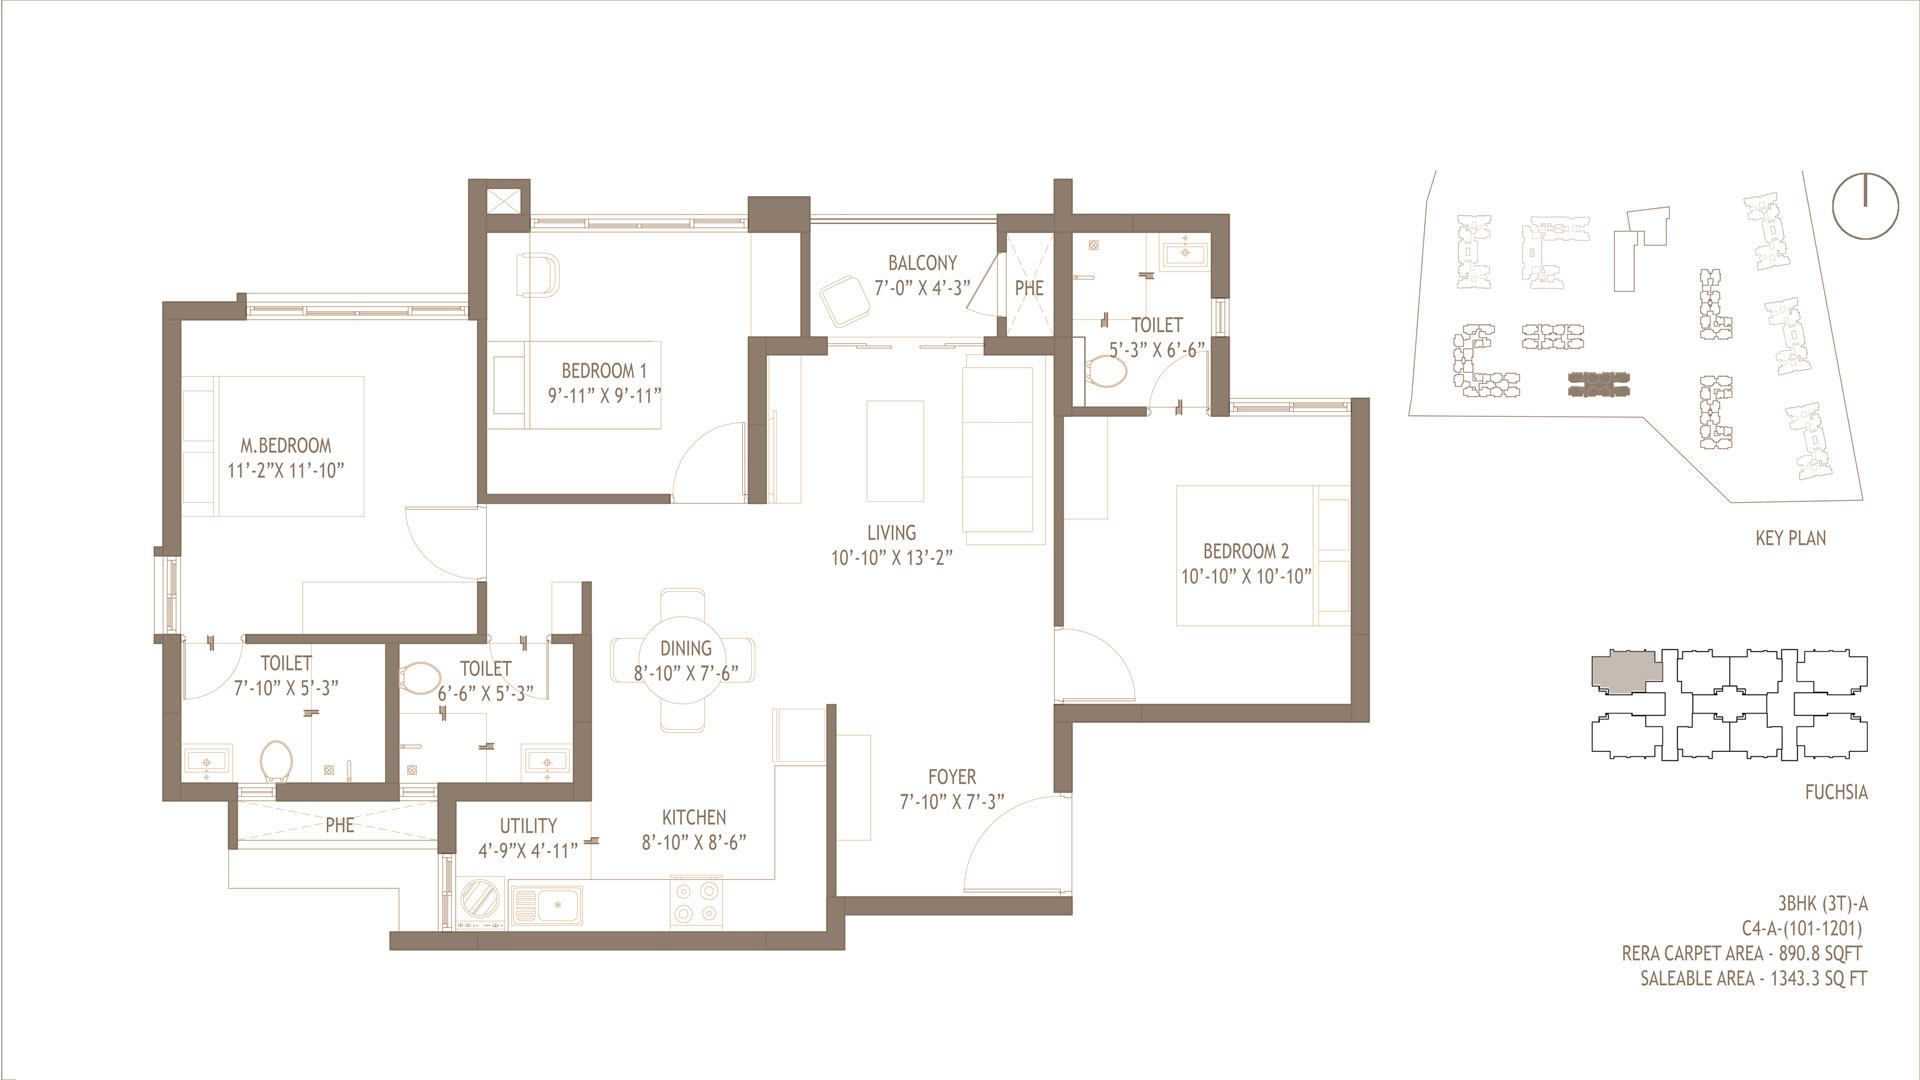 BALCONY
7’-0” X 4’-3”
PHE
TOILET
5’-3” X 6’-6”
BEDROOM 1
9’-11” X 9’-11”
M.BEDROOM
11’-2”X 11’-10”
LIVING
10’-10” X 13’-2”
BEDROOM 2
10’-10” X 10’-10”
KEY PLAN
DINING
8’-10” X 7’-6”
TOILET
7’-10” X 5’-3”
TOILET
6’-6” X 5’-3”
FOYER
7’-10” X 7’-3”
PHE
UTILITY
4’-9”X 4’-11”
KITCHEN
8’-10” X 8’-6”
FUCHSIA
3BHK (3T)-A
C4-A-(101-1201)
RERA CARPET AREA - 890.8 SQFT
SALEABLE AREA - 1343.3 SQ FT